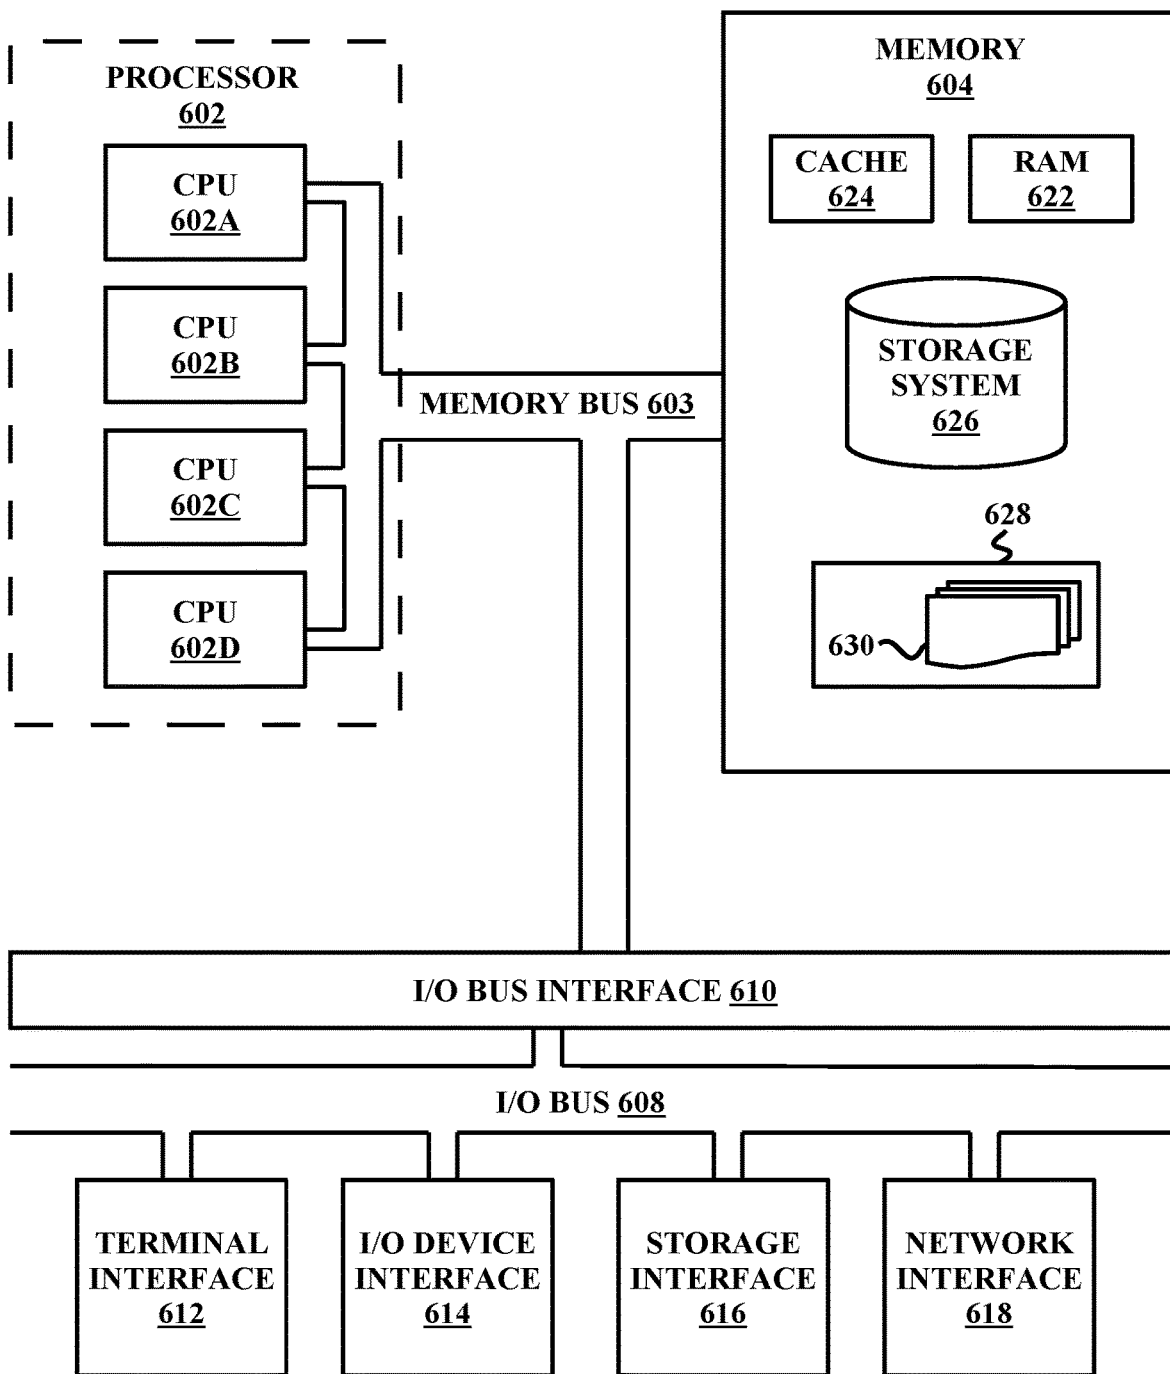 PROCESSOR
602
CPU
602A
CPU
602B
CPU
602C
CPU
602D
MEMORY BUS 603
MEMORY
604
CACHE
624
RAM
622
STORAGE
SYSTEM
626
628
630
I/O BUS INTERFACE 610
I/O BUS 608
TERMINAL
INTERFACE
612
I/O DEVICE
INTERFACE
614
STORAGE
INTERFACE
616
NETWORK
INTERFACE
618